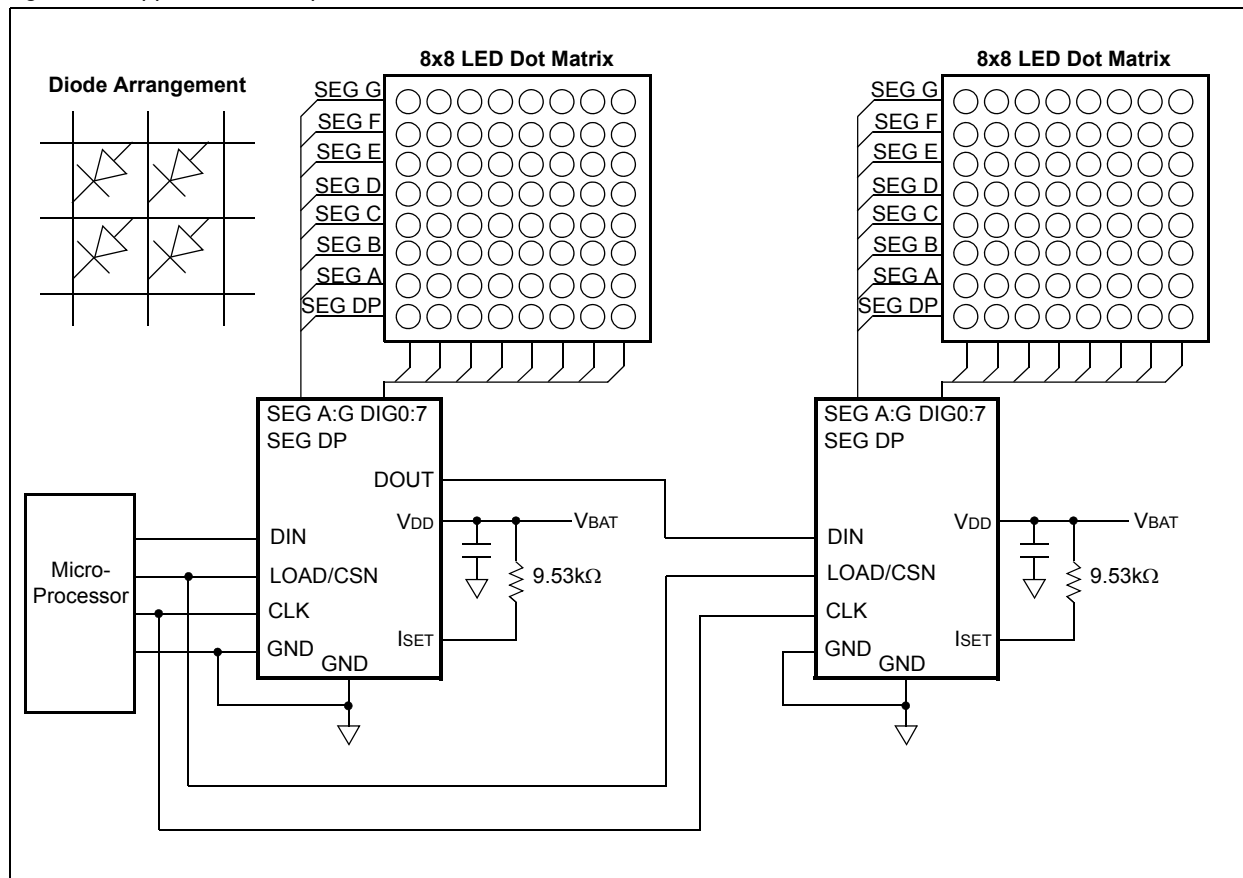 8x8 LED Dot Matrix
8x8 LED Dot Matrix
Diode Arrangement
SEG G
SEG F
SEG E
SEG D
SEG C
SEG B
SEG A
SEG DP
SEG G
SEG F
SEG E
SEG D
SEG C
SEG B
SEG A
SEG DP
SEG A:G DIG0:7
SEG DP
DOUT
VDD
VBAT
DIN
LOAD/CSN
9.53kΩ
CLK
ISET
GND
GND
Micro-
Processor
SEG A:G DIG0:7
SEG DP
VDD
VBAT
DIN
LOAD/CSN
9.53kΩ
CLK
ISET
GND
GND